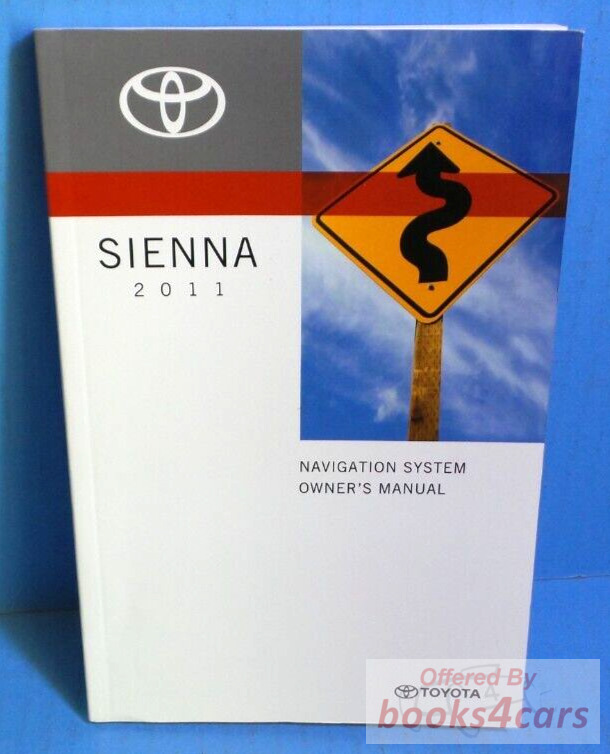 SIENNA
2011
NAVIGATION SYSTEM
OWNER'S MANUAL
TOYOTA
Offered By
books4cars